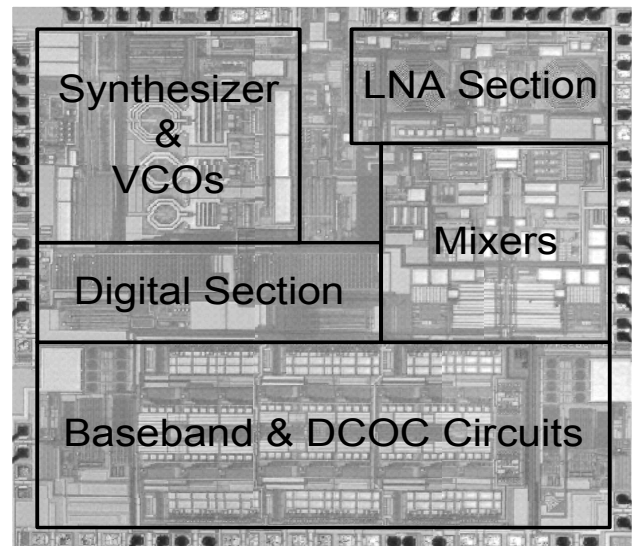 Synthesizer
&
VCOs
LNA Section
Mixers
Digital Section
Baseband & DCOC Circuits